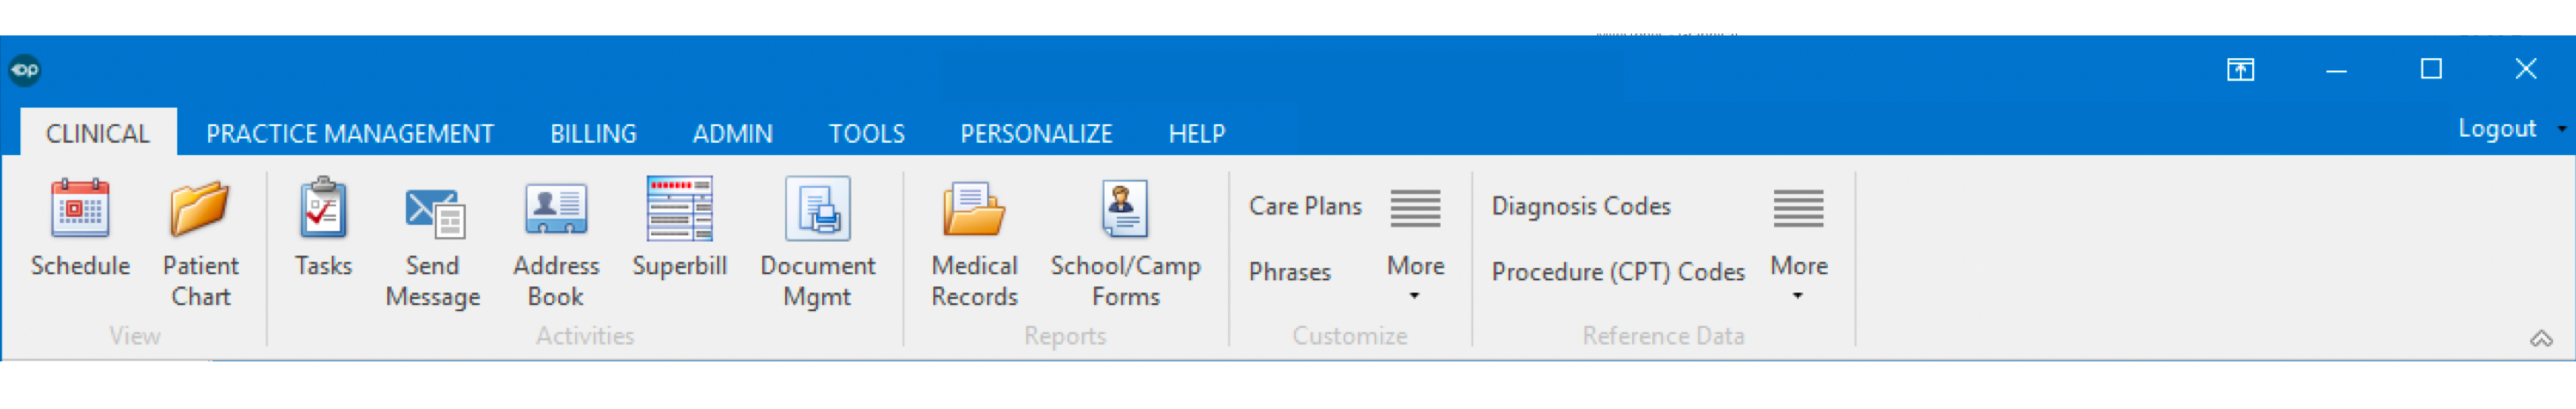 op
CLINICAL PRACTICE MANAGEMENT BILLING ADMIN TOOLS PERSONALIZE HELP Logout
Schedule
Patient
Chart
View
Tasks
Send
Message
Address
Book
Superbill
Document
Mgmt
Activities
Medical
Records
School/Camp
Forms
Reports
Care Plans
Phrases
More
Customize
Diagnosis Codes
Procedure (CPT) Codes
More
Reference Data